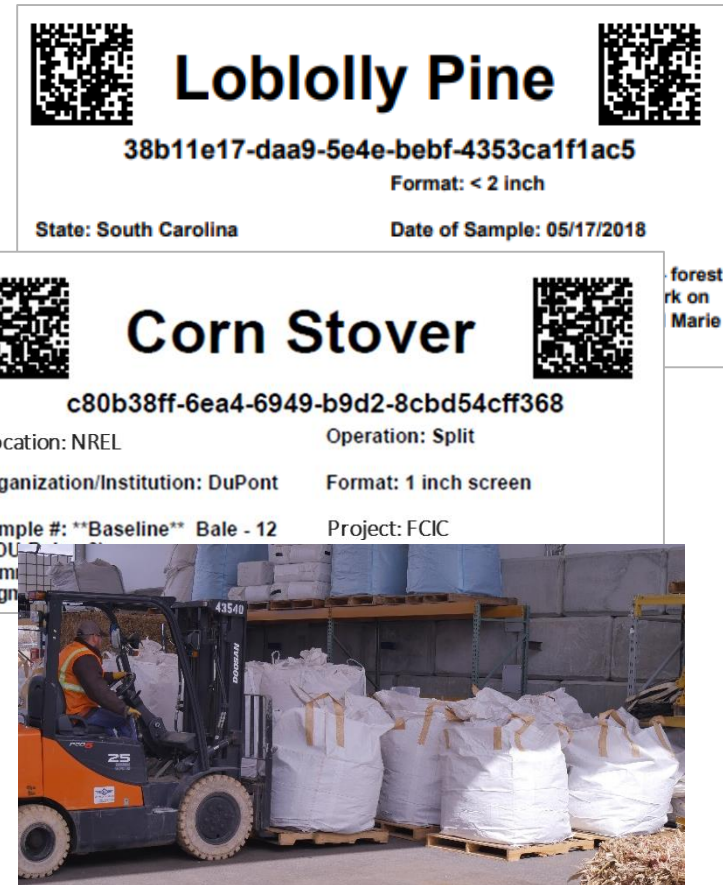 Loblolly Pine
38b11e17-daa9-5e4e-bebf-4353ca1f1ac5
Format: < 2 inch
State: South Carolina Date of Sample: 05/17/2018
forest
rk on
Marie
Corn Stover
c80b38ff-6ea4-6949-b9d2-8cbd54cff368
ocation: NREL Operation: Split
ganization/Institution: DuPont Format: 1 inch screen
mple #: **Baseline** Bale - 12 Project: FCIC
43540
DOOSAN
PRO5
25